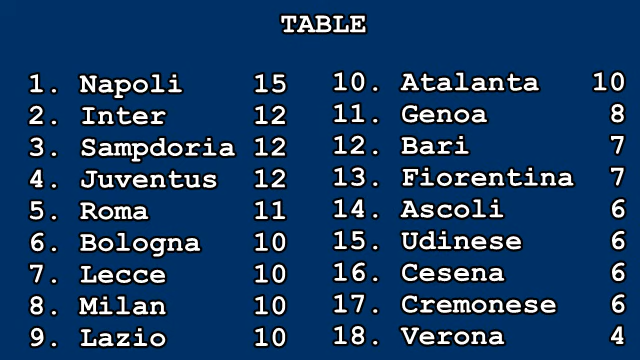 TABLE
1. Napoli 15
2. Inter 12
3. Sampdoria 12
4. Juventus 12
5. Roma 11
6. Bologna 10
7. Lecce 10
8. Milan 10
9. Lazio 10
10. Atalanta 10
11. Genoa 8
12. Bari 7
13. Fiorentina 7
14. Ascoli 6
15. Udinese 6
16. Cesena 6
17. Cremonese 6
18. Verona 4